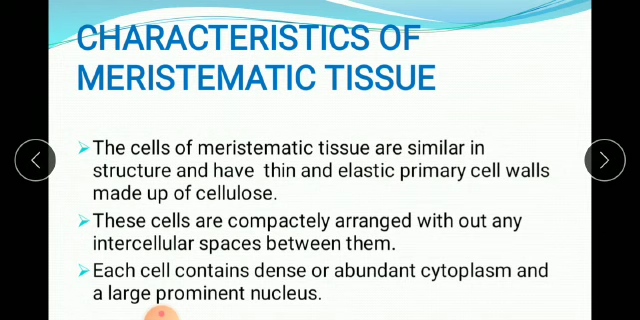 CHARACTERISTICS OF
MERISTEMATIC TISSUE
The cells of meristematic tissue are similar in
structure and have thin and elastic primary cell walls
made up of cellulose.
These cells are compactely arranged with out any
intercellular spaces between them.
Each cell contains dense or abundant cytoplasm and
a large prominent nucleus.